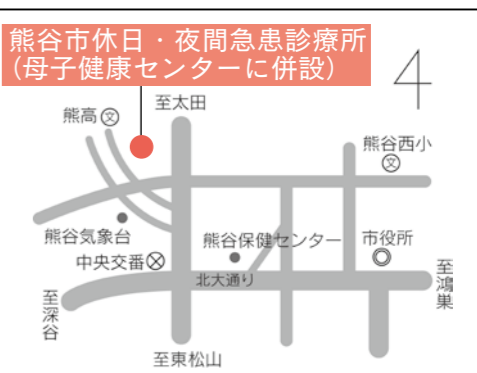 熊谷市休日・夜間急患診療所
（母子健康センターに併設）
至太田
熊高文
熊谷西小
文
熊谷気象台
熊谷保健センター
市役所
中央交番
北大通り
至鴻巣
至深谷
至東松山